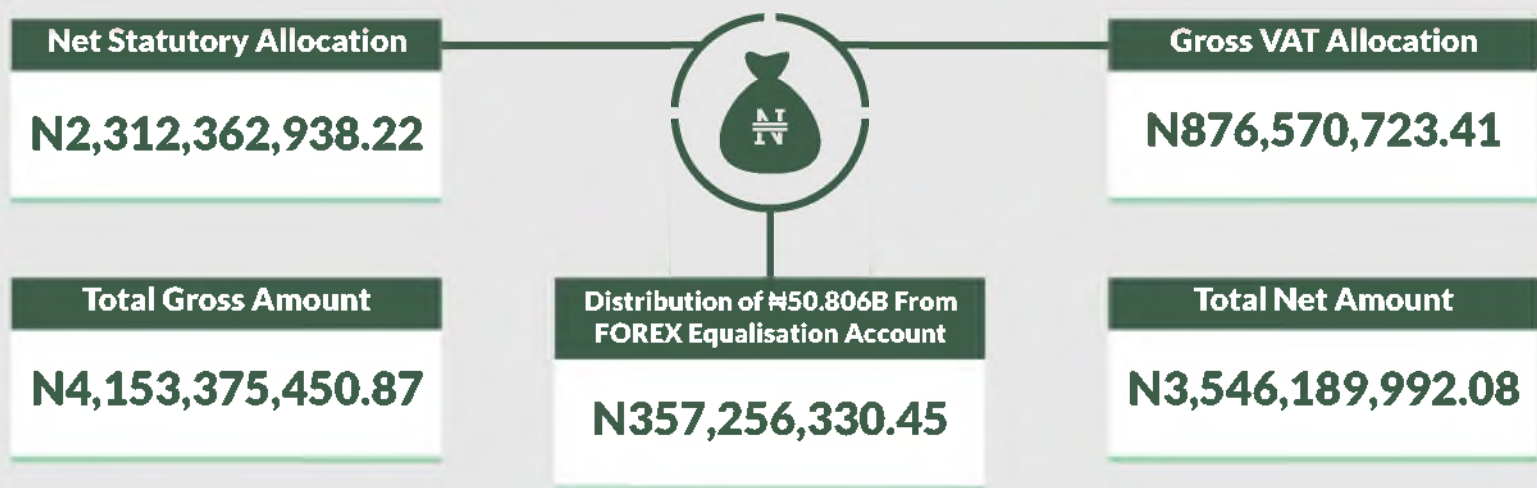 Net Statutory Allocation
N2,312,362,938.22
₦
Gross VAT Allocation
N876,570,723.41
Total Gross Amount
N4,153,375,450.87
Distribution of ₦50.806B From
FOREX Equalisation Account
N357,256,330.45
Total Net Amount
N3,546,189,992.08